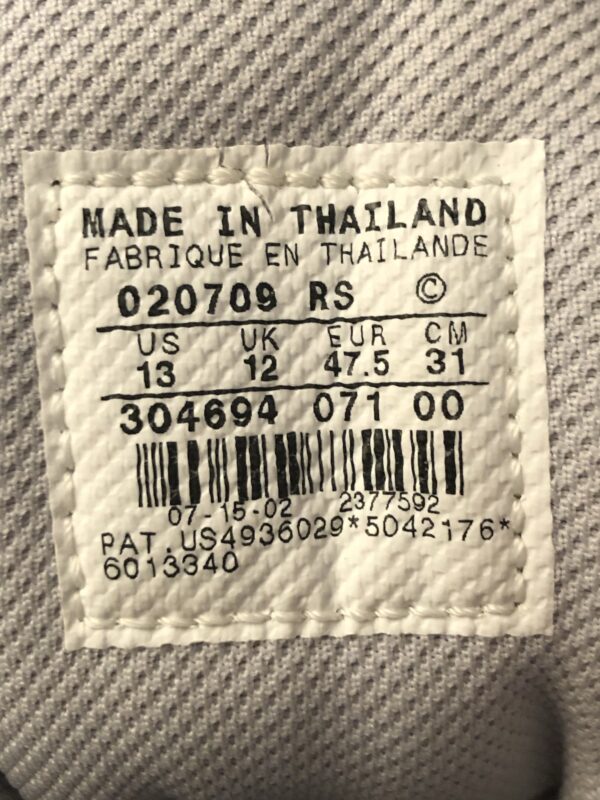 MADE IN THAILAND
FABRIQUE EN THAILANDE
020709 RS ©
US UK EUR CM
13 12 47.5 31
304694 071 00
07-15-02 2377592
PAT.US4936029*5042176*
6013340